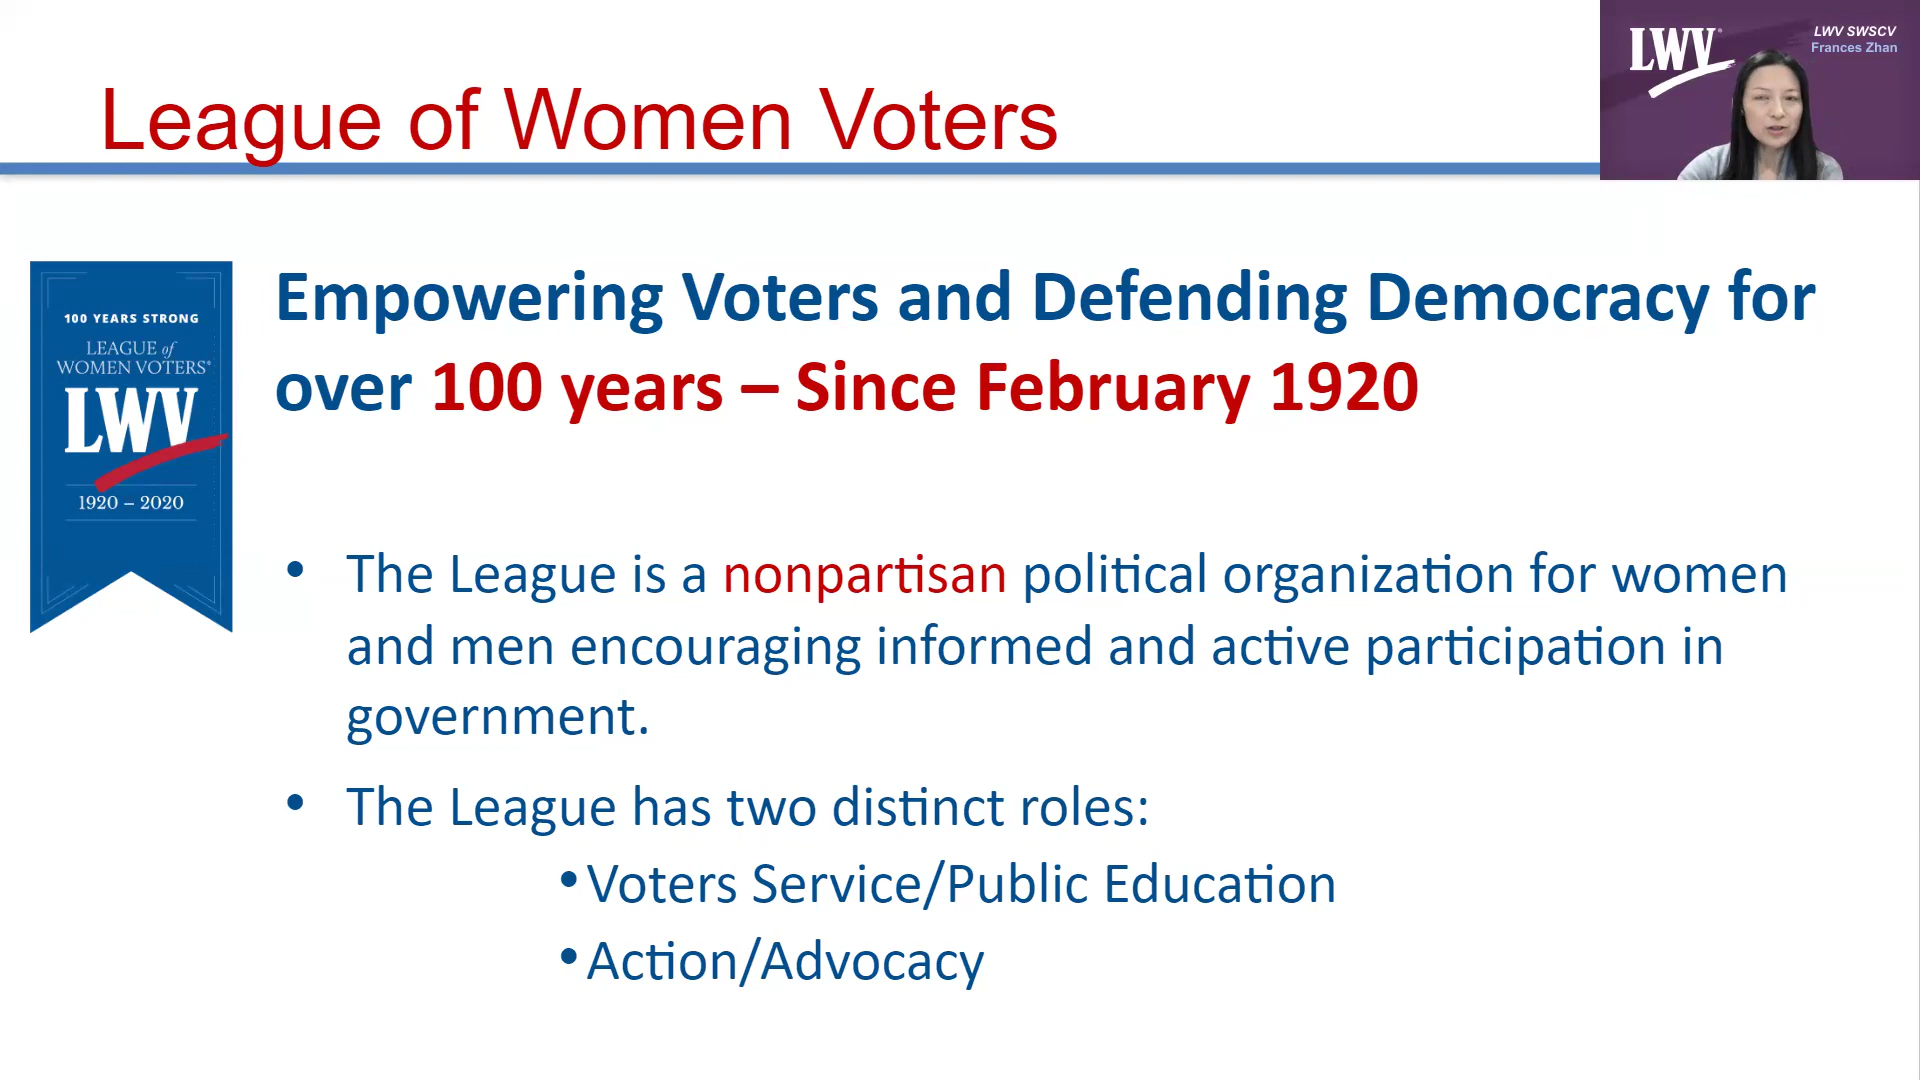 League of Women Voters
LWV
LWV SWSCV
Frances Zhan
100 YEARS STRONG
LEAGUE of
WOMEN VOTERS®
LWV
1920 – 2020
Empowering Voters and Defending Democracy for
over 100 years – Since February 1920
• The League is a nonpartisan political organization for women
and men encouraging informed and active participation in
government.
• The League has two distinct roles:
• Voters Service/Public Education
• Action/Advocacy